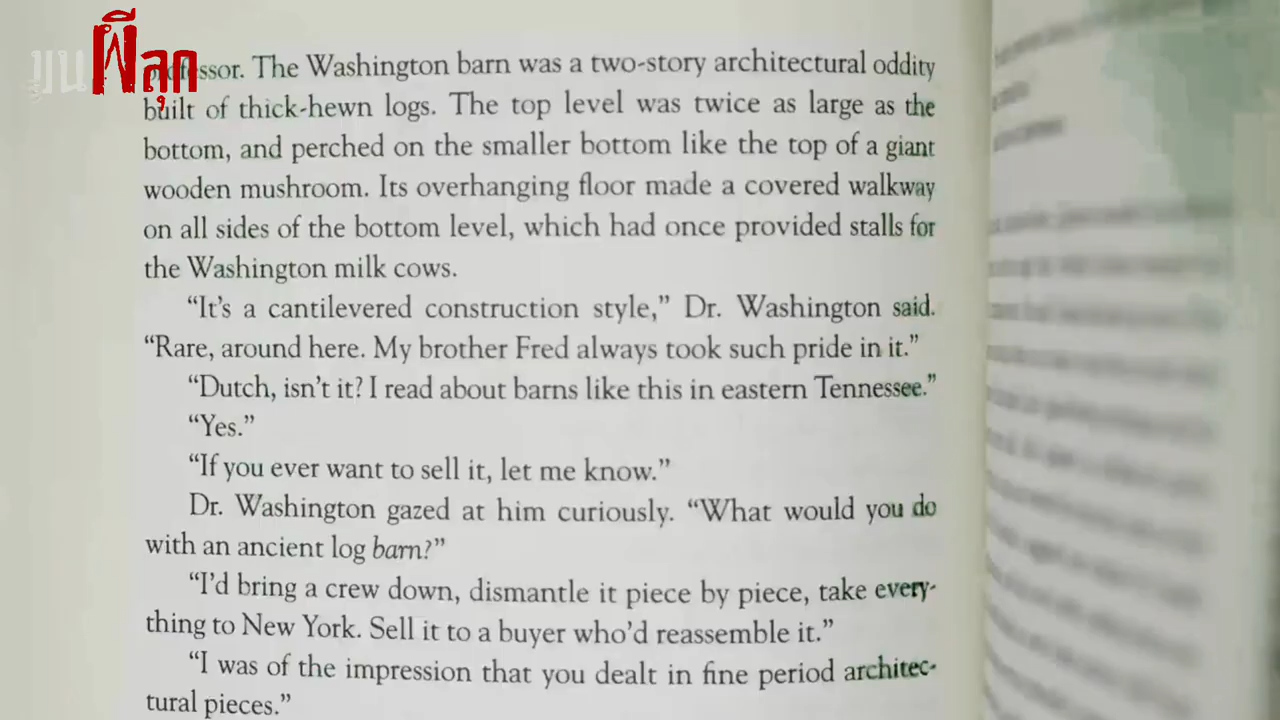 ขนผีลุก
professor. The Washington barn was a two-story architectural oddity
built of thick-hewn logs. The top level was twice as large as the
bottom, and perched on the smaller bottom like the top of a giant
wooden mushroom. Its overhanging floor made a covered walkway
on all sides of the bottom level, which had once provided stalls for
the Washington milk cows.
“It’s a cantilevered construction style,” Dr. Washington said.
“Rare, around here. My brother Fred always took such pride in it.”
“Dutch, isn’t it? I read about barns like this in eastern Tennessee.”
“Yes.”
“If you ever want to sell it, let me know.”
Dr. Washington gazed at him curiously. “What would you do
with an ancient log barn?”
“I’d bring a crew down, dismantle it piece by piece, take every-
thing to New York. Sell it to a buyer who’d reassemble it.”
“I was of the impression that you dealt in fine period architec-
tural pieces.”